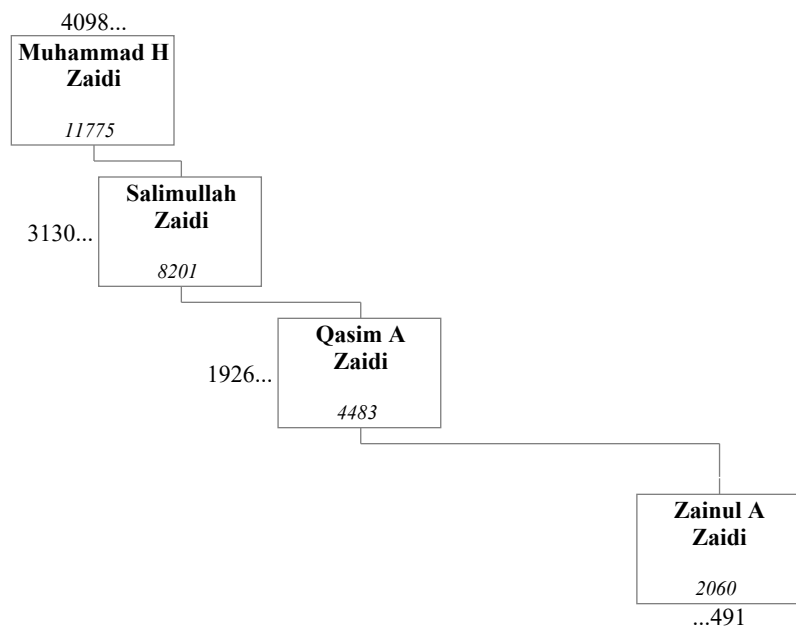 4098...
Muhammad H
Zaidi
11775
Salimullah
Zaidi
3130...
8201
Qasim A
Zaidi
1926...
4483
Zainul A
Zaidi
2060
...491